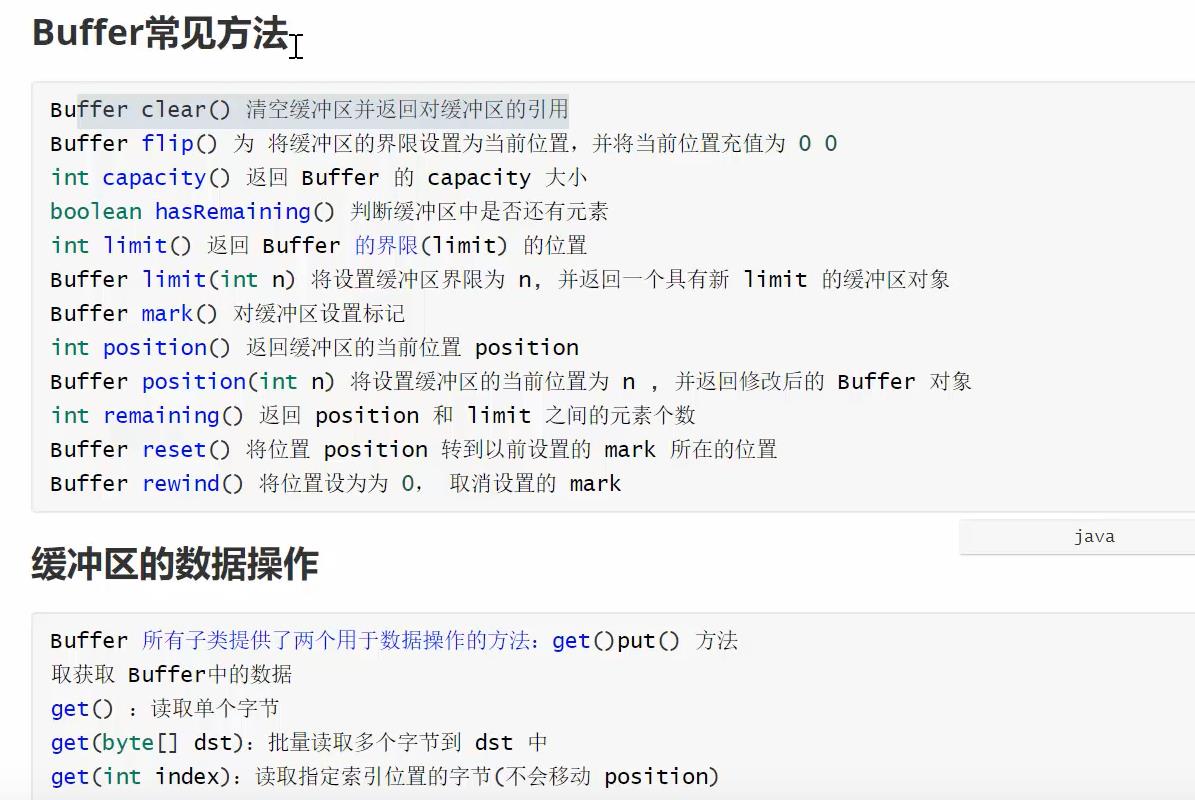 Buffer常见方法
Buffer clear() 清空缓冲区并返回对缓冲区的引用
Buffer flip() 为 将缓冲区的界限设置为当前位置，并将当前位置充值为 0 0
int capacity() 返回 Buffer 的 capacity 大小
boolean hasRemaining() 判断缓冲区中是否还有元素
int limit() 返回 Buffer 的界限(limit) 的位置
Buffer limit(int n) 将设置缓冲区界限为 n, 并返回一个具有新 limit 的缓冲区对象
Buffer mark() 对缓冲区设置标记
int position() 返回缓冲区的当前位置 position
Buffer position(int n) 将设置缓冲区的当前位置为 n , 并返回修改后的 Buffer 对象
int remaining() 返回 position 和 limit 之间的元素个数
Buffer reset() 将位置 position 转到以前设置的 mark 所在的位置
Buffer rewind() 将位置设为为 0， 取消设置的 mark
java
缓冲区的数据操作
Buffer 所有子类提供了两个用于数据操作的方法：get()put() 方法
取获取 Buffer中的数据
get() ：读取单个字节
get(byte[] dst)：批量读取多个字节到 dst 中
get(int index)：读取指定索引位置的字节(不会移动 position)